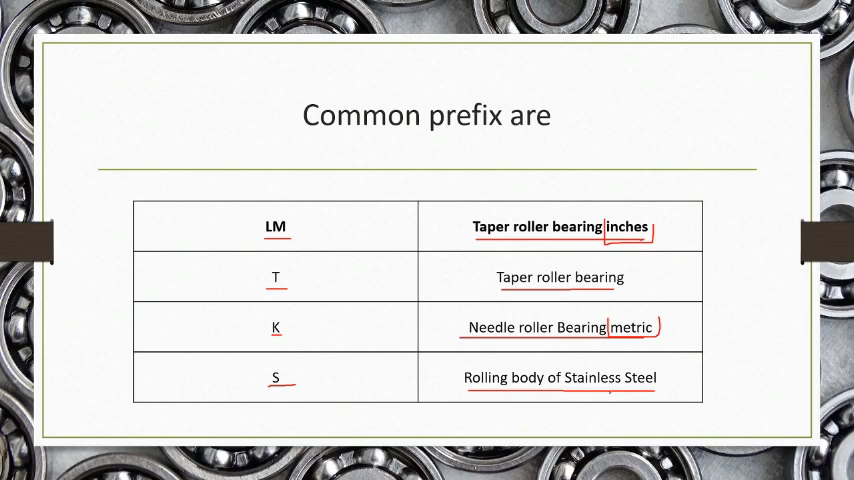 Common prefix are
LM Taper roller bearing inches
T Taper roller bearing
K Needle roller Bearing metric
S Rolling body of Stainless Steel